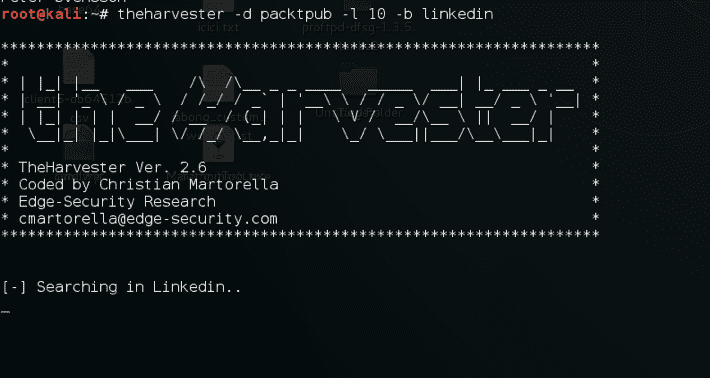 root@kali:~# theharvester -d packtpub -l 10 -b linkedin
*******************************************************************
* *
* | |_| |__ ___ /\ /\__ _ _ ____ _____ ___| |_ ___ _ __ *
* | __| '_ \ / _ \ / /_/ / _` | '__\ \ / / _ \/ __| __/ _ \ '__| *
* | |_| | | | __/ / __ / (_| | | \ V / __/\__ \ || __/ | *
* \__|_| |_|\___| \/ /_/ \__,_|_| \_/ \___||___/\__\___|_| *
* *
* TheHarvester Ver. 2.6 *
* Coded by Christian Martorella *
* Edge-Security Research *
* cmartorella@edge-security.com *
*******************************************************************
[-] Searching in Linkedin..